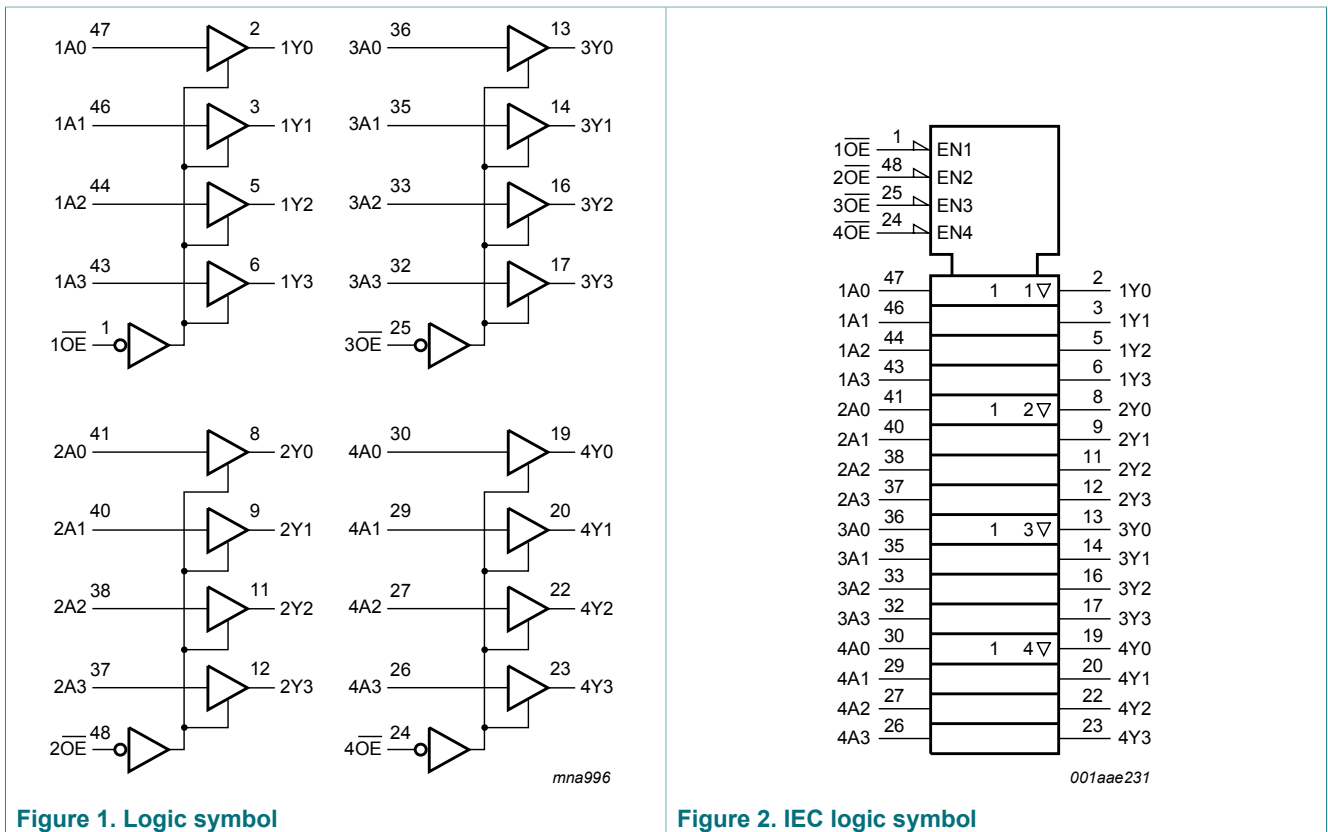 47 2 36 13
1A0 1Y0 3A0 3Y0
46 3 35 14
1A1 1Y1 3A1 3Y1
44 5 33 16
1A2 1Y2 3A2 3Y2
43 6 32 17
1A3 1Y3 3A3 3Y3
1O̅E̅ 1 3O̅E̅ 25
41 8 30 19
2A0 2Y0 4A0 4Y0
40 9 29 20
2A1 2Y1 4A1 4Y1
38 11 27 22
2A2 2Y2 4A2 4Y2
37 12 26 23
2A3 2Y3 4A3 4Y3
2O̅E̅ 48 4O̅E̅ 24
mna996
Figure 1. Logic symbol
1O̅E̅ 1 EN1
2O̅E̅ 48 EN2
3O̅E̅ 25 EN3
4O̅E̅ 24 EN4
1A0 47 1 1▽ 2 1Y0
1A1 46 3 1Y1
1A2 44 5 1Y2
1A3 43 6 1Y3
2A0 41 1 2▽ 8 2Y0
2A1 40 9 2Y1
2A2 38 11 2Y2
2A3 37 12 2Y3
3A0 36 1 3▽ 13 3Y0
3A1 35 14 3Y1
3A2 33 16 3Y2
3A3 32 17 3Y3
4A0 30 1 4▽ 19 4Y0
4A1 29 20 4Y1
4A2 27 22 4Y2
4A3 26 23 4Y3
001aae231
Figure 2. IEC logic symbol